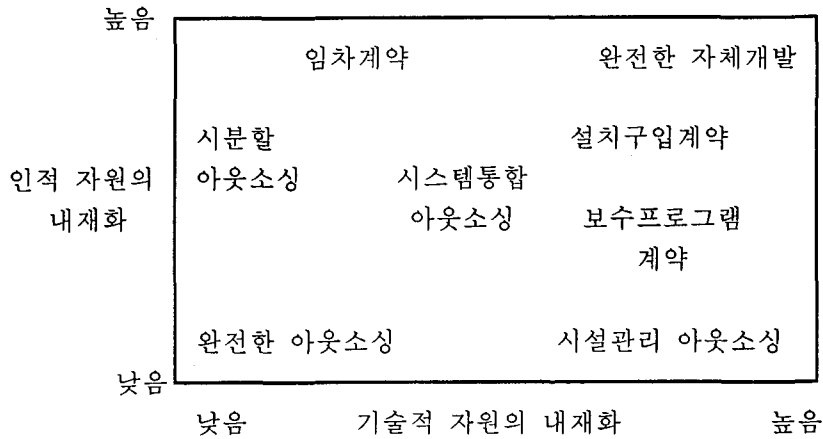 높음
임차계약 완전한 자체개발
시분할 설치구입계약
인적 자원의 아웃소싱 시스템통합
내재화 아웃소싱 보수프로그램
계약
완전한 아웃소싱 시설관리 아웃소싱
낮음
낮음 기술적 자원의 내재화 높음